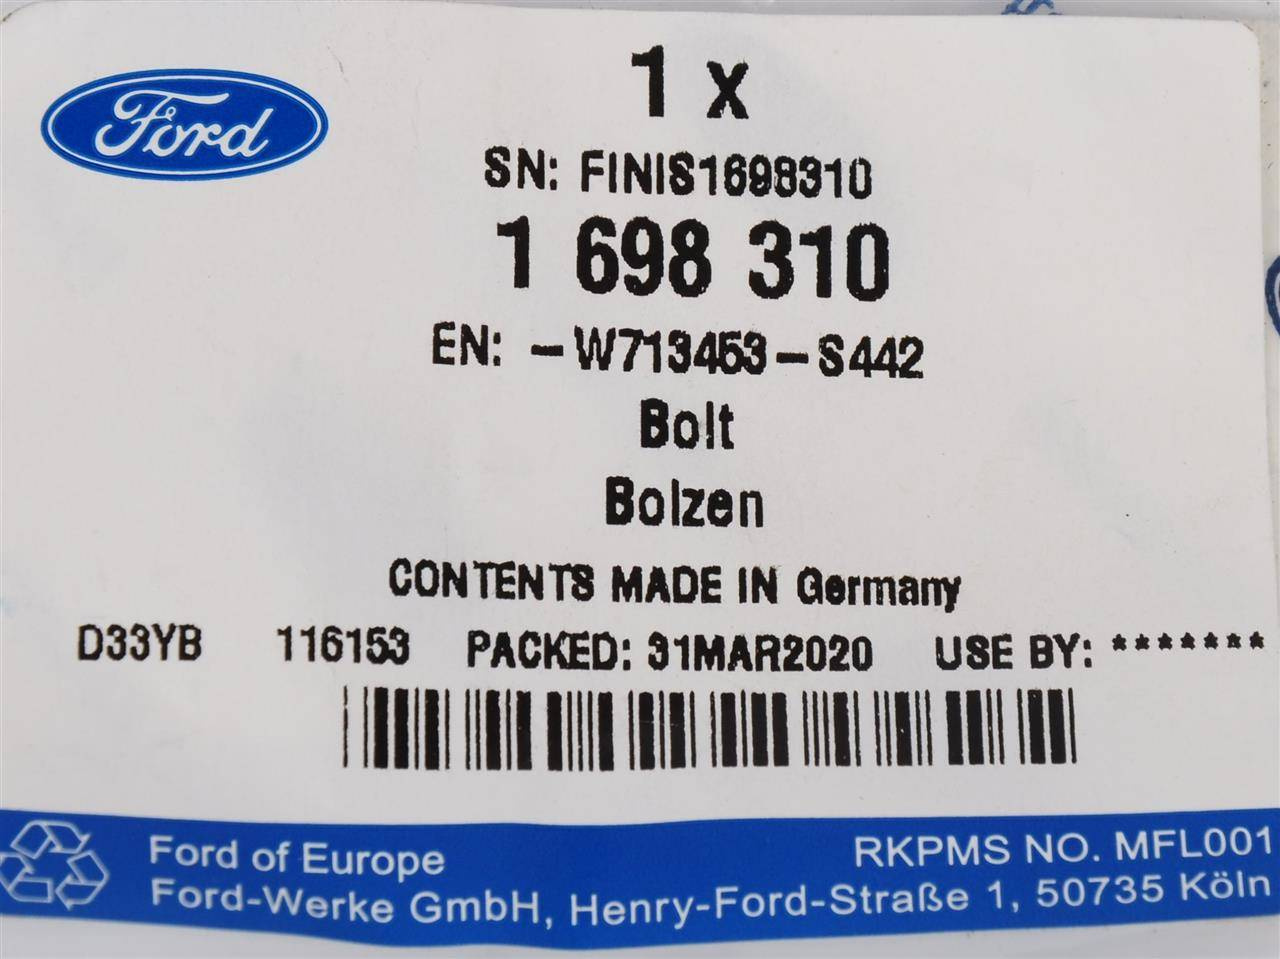 Ford
1 x
SN: FINIS1698310
1 698 310
EN: -W713453-S442
Bolt
Bolzen
CONTENTS MADE IN Germany
D33YB 116153 PACKED: 31MAR2020 USE BY: *******
Ford of Europe
RKPMS NO. MFL001
Ford-Werke GmbH, Henry-Ford-Straße 1, 50735 Köln